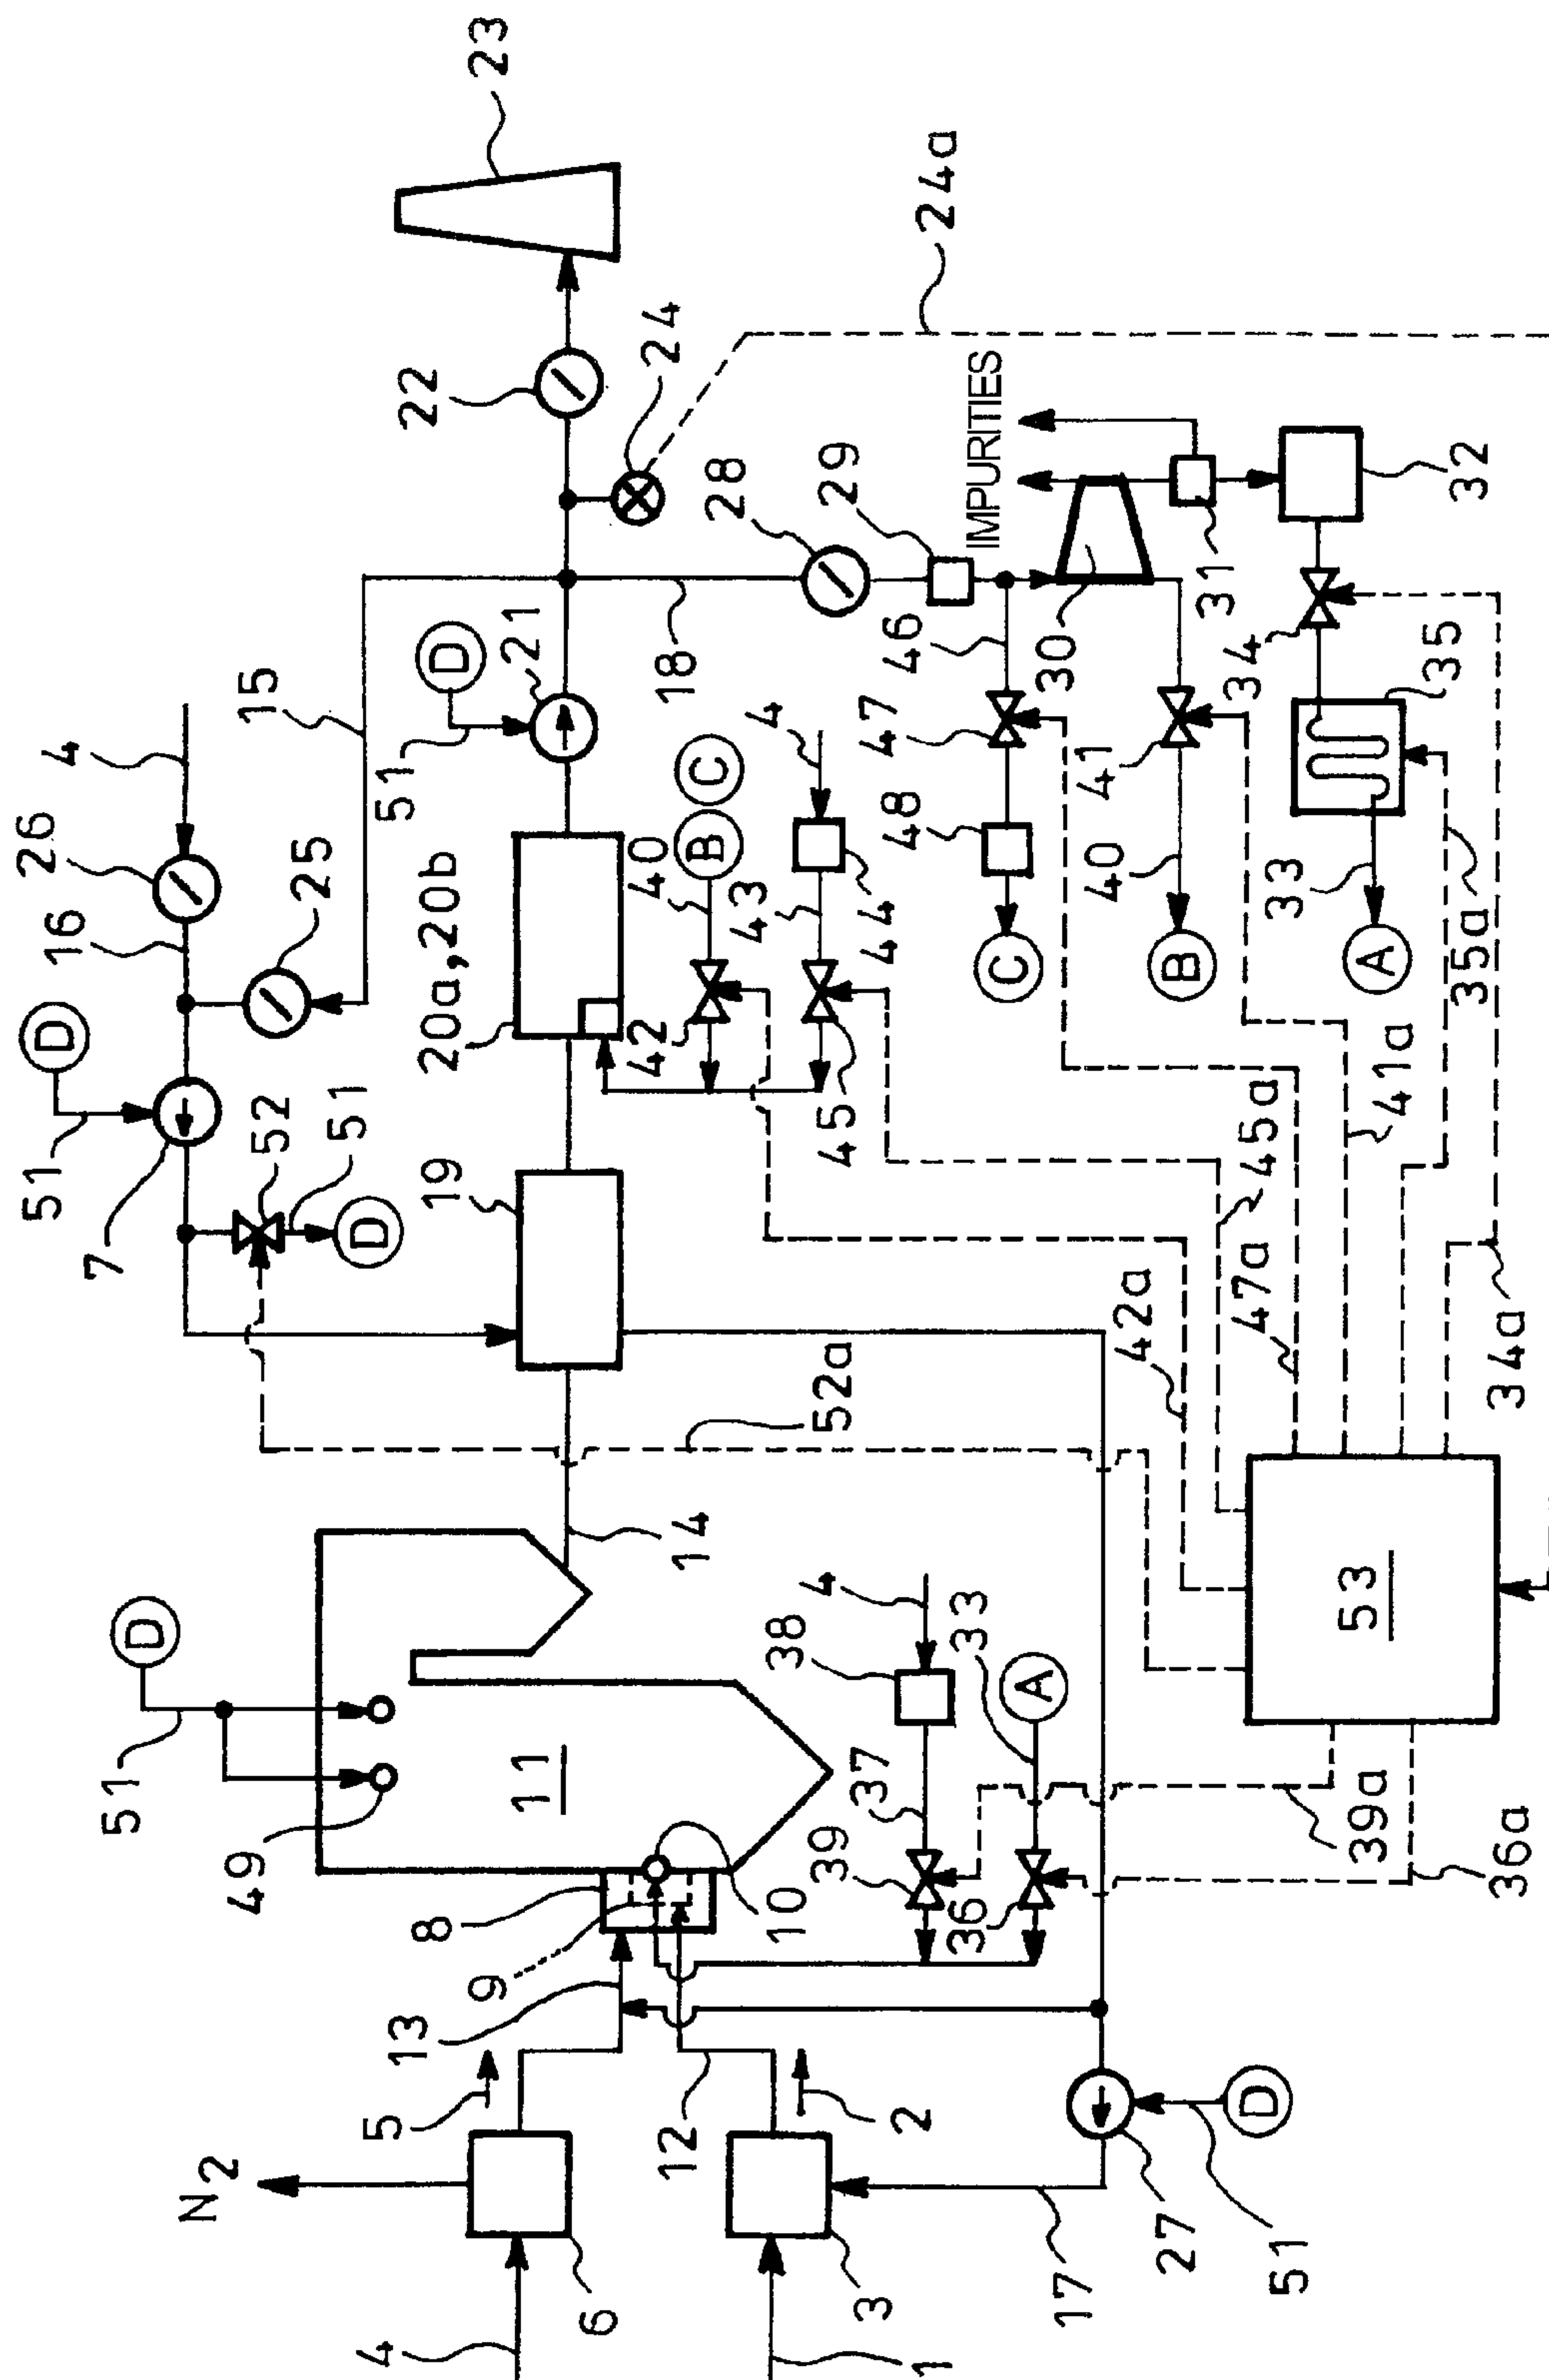 7
51
D
16
26
4
51
D
N2
49
52
51
D
25
15
4
5
13
8
9
11
19
20a,20b
51
D
21
22
23
6
12
10
14
42
40
B
C
18
24
28
3
2
39
37
38
4
52a
45
43
44
4
47
29
1
17
36
33
A
48
C
46
24a
IMPURITIES
27
51
D
42a
41
40
B
30
39a
53
47a
45a
33
34
31
36a
34a
41a
35a
A
35
32